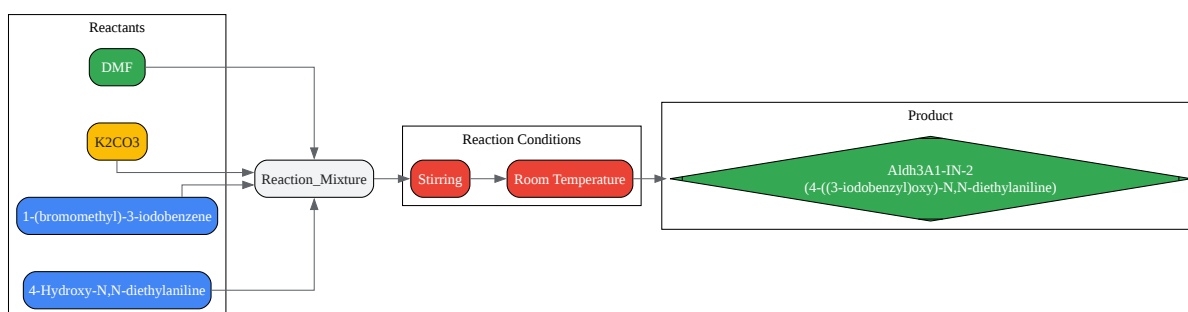 Reactants
DMF
K2CO3
1-(bromomethyl)-3-iodobenzene
4-Hydroxy-N,N-diethylaniline
Reaction_Mixture
Reaction Conditions
Stirring
Room Temperature
Product
Aldh3A1-IN-2
(4-((3-iodobenzyl)oxy)-N,N-diethylaniline)